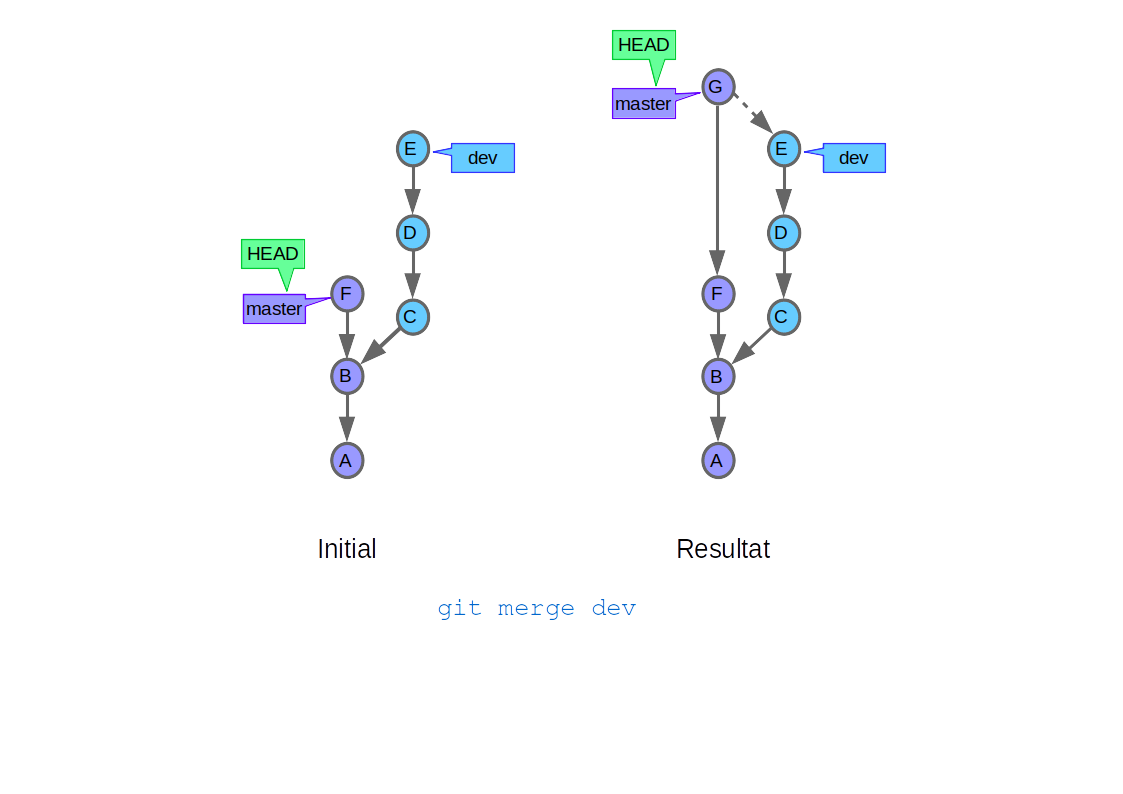 HEAD
G
master
E
dev
E
dev
D
D
HEAD
F
master
F
C
C
B
B
A
A
Initial
Resultat
git merge dev